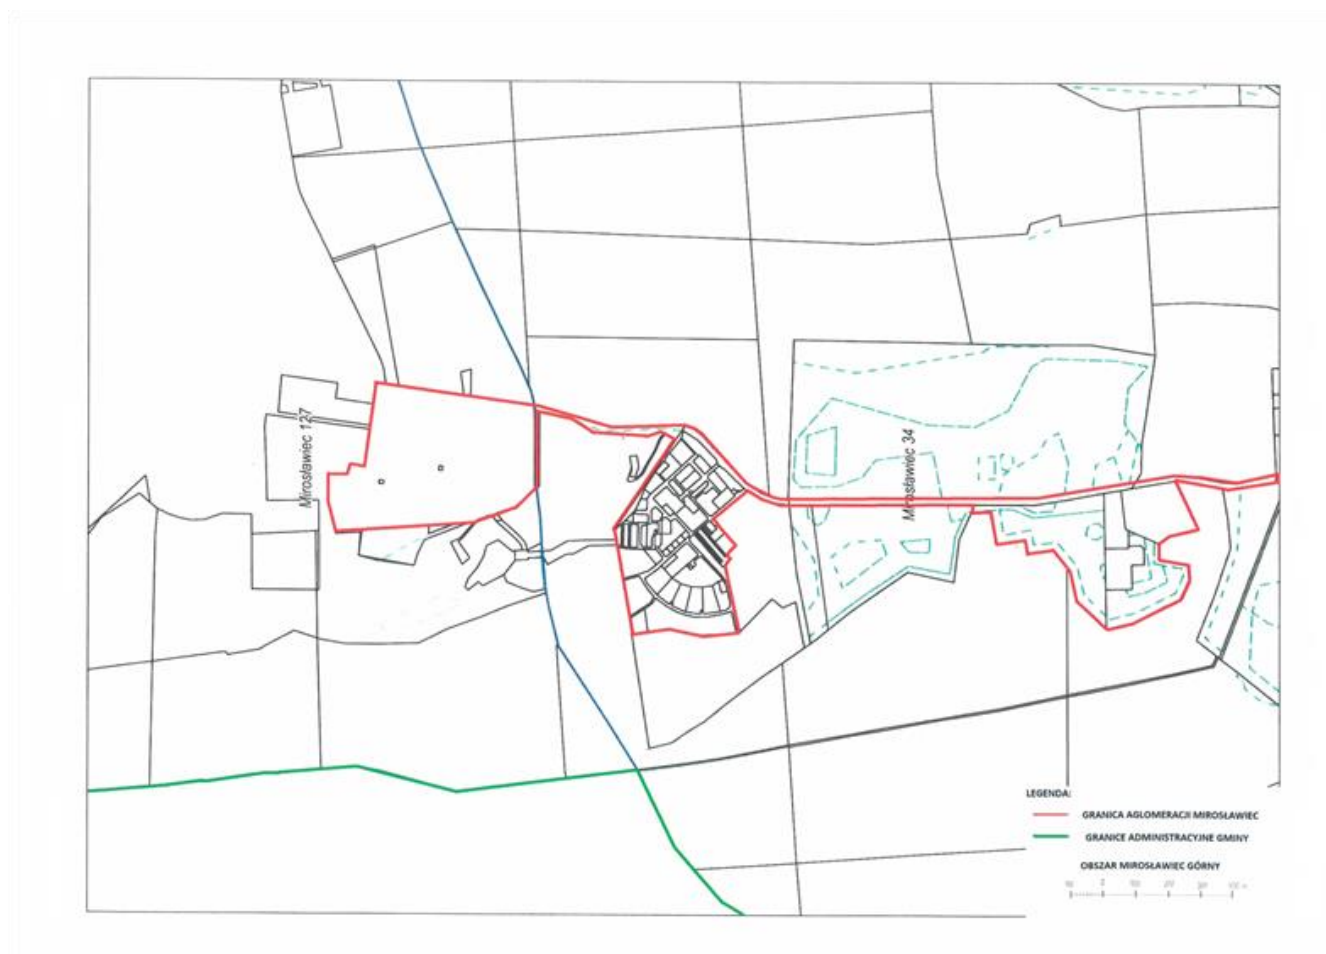 Mirosławiec 127
Mirosławiec 34
LEGENDA:
GRANICA AGLOMERACJI MIROSŁAWIEC
GRANICE ADMINISTRACYJNE GMINY
OBSZAR MIROSŁAWIEC GÓRNY